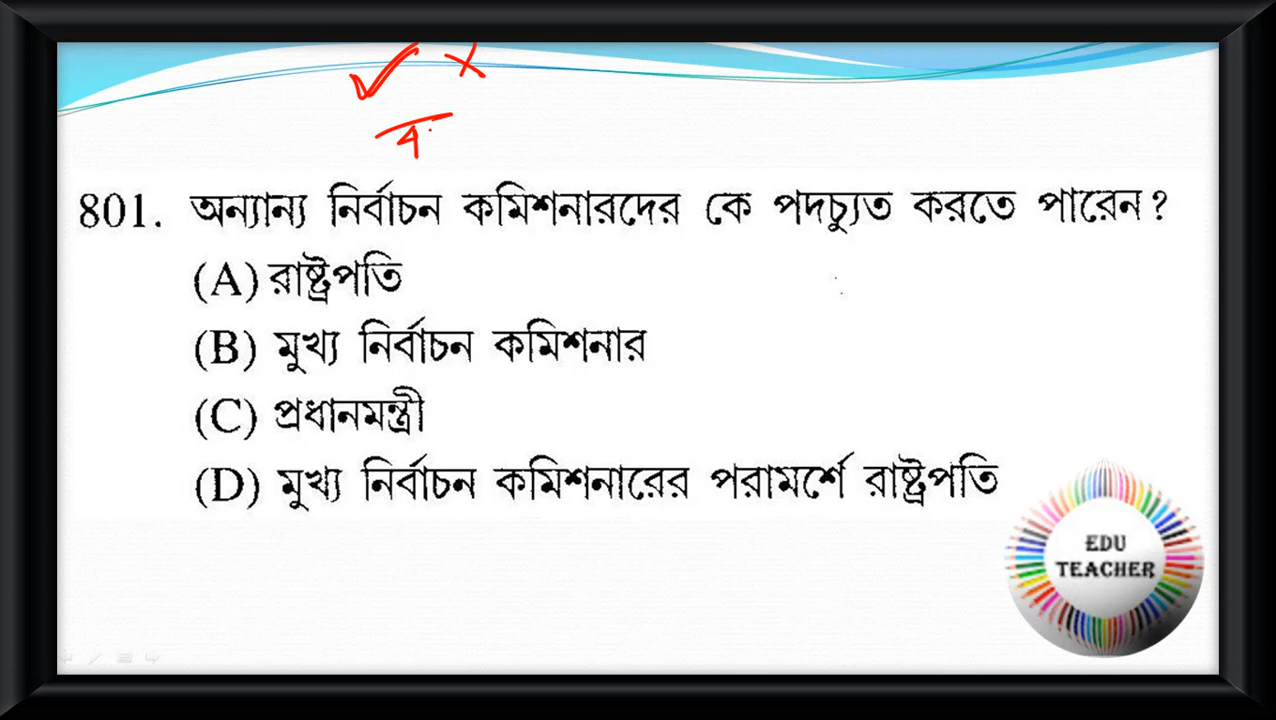 801. অন্যান্য নির্বাচন কমিশনারদের কে পদচ্যুত করতে পারেন?
(A) রাষ্ট্রপতি
(B) মুখ্য নির্বাচন কমিশনার
(C) প্রধানমন্ত্রী
(D) মুখ্য নির্বাচন কমিশনারের পরামর্শে রাষ্ট্রপতি
EDU
TEACHER